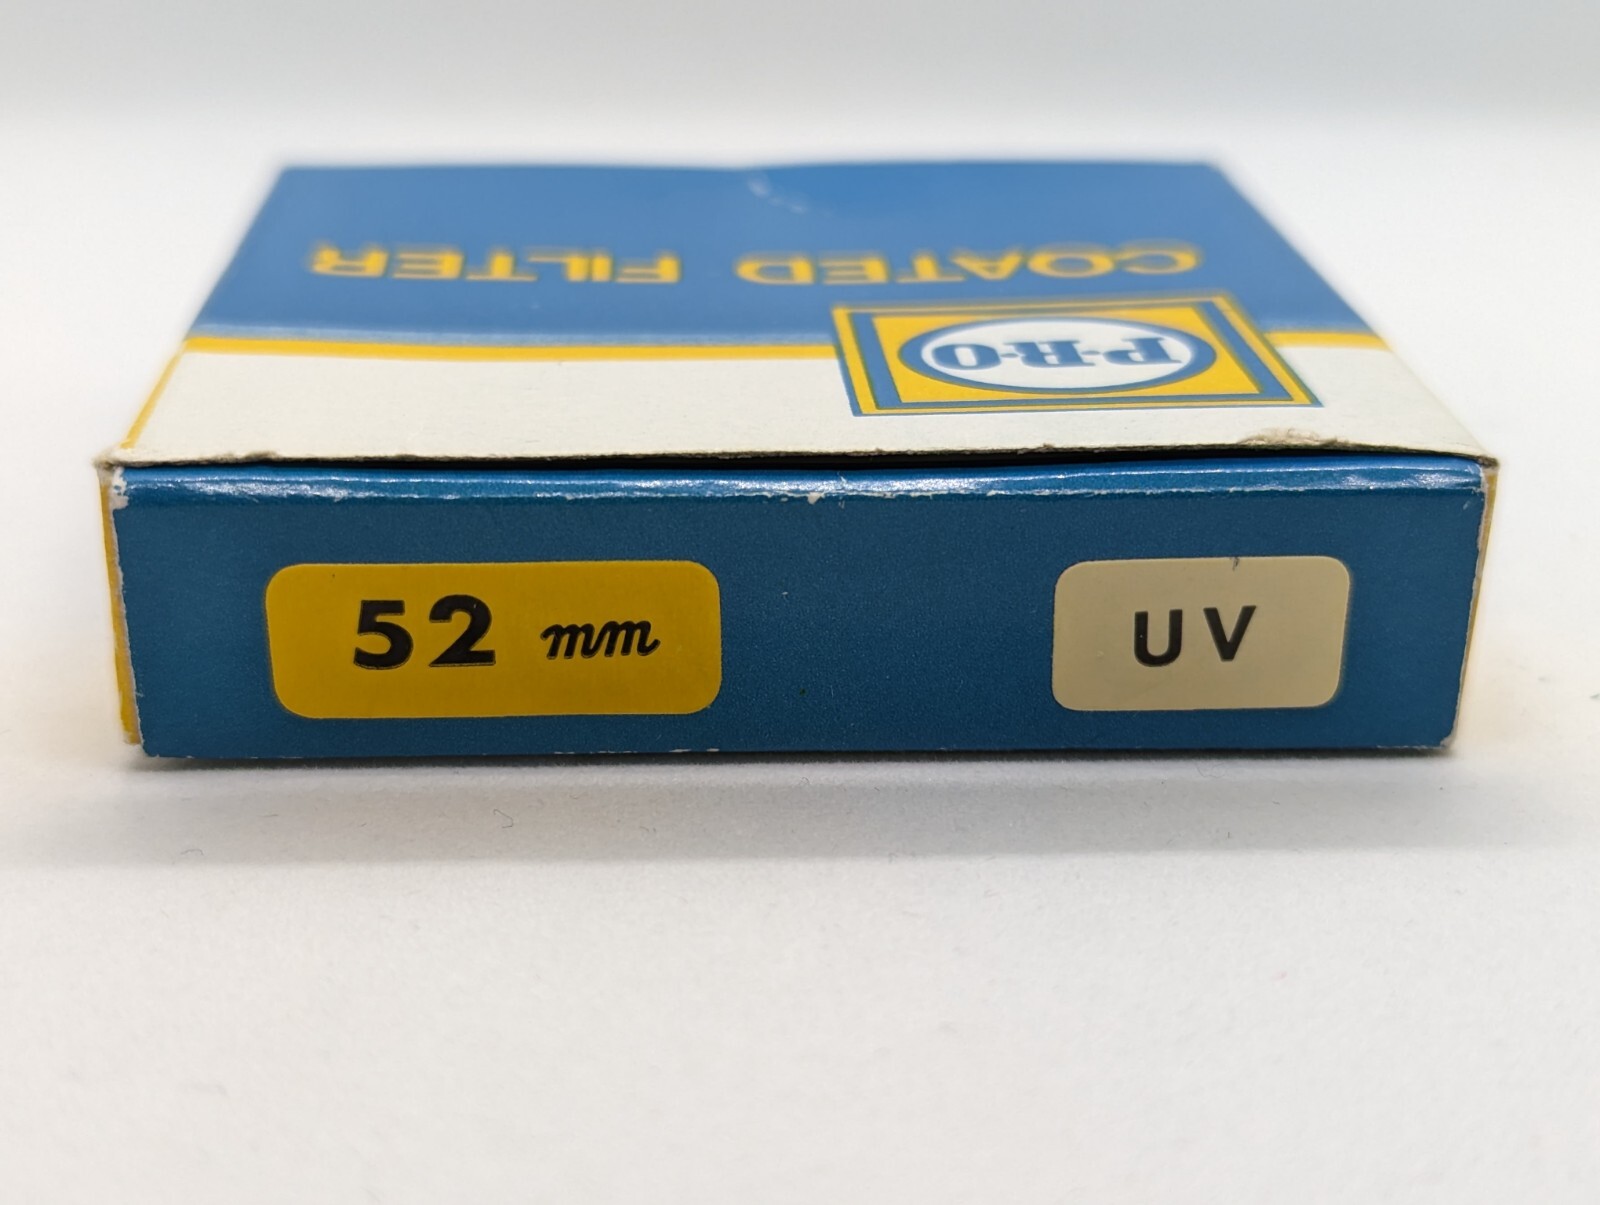 COATED FILTER
P·R·O
52 mm
UV